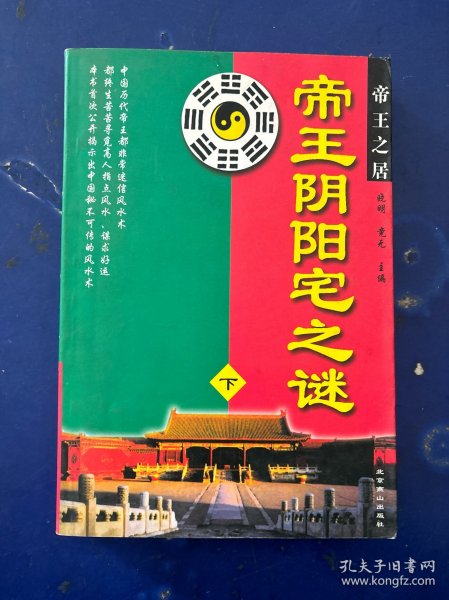 帝王之居
晓明 竟无 主编
帝王阴阳宅之谜
下
中国历代帝王都非常迷信风水术
都终生苦苦寻觅高人指点风水、谋求好运
本书首次公开揭示出中国秘不可传的风水术
北京燕山出版社
孔夫子旧书网
www.kongfz.com